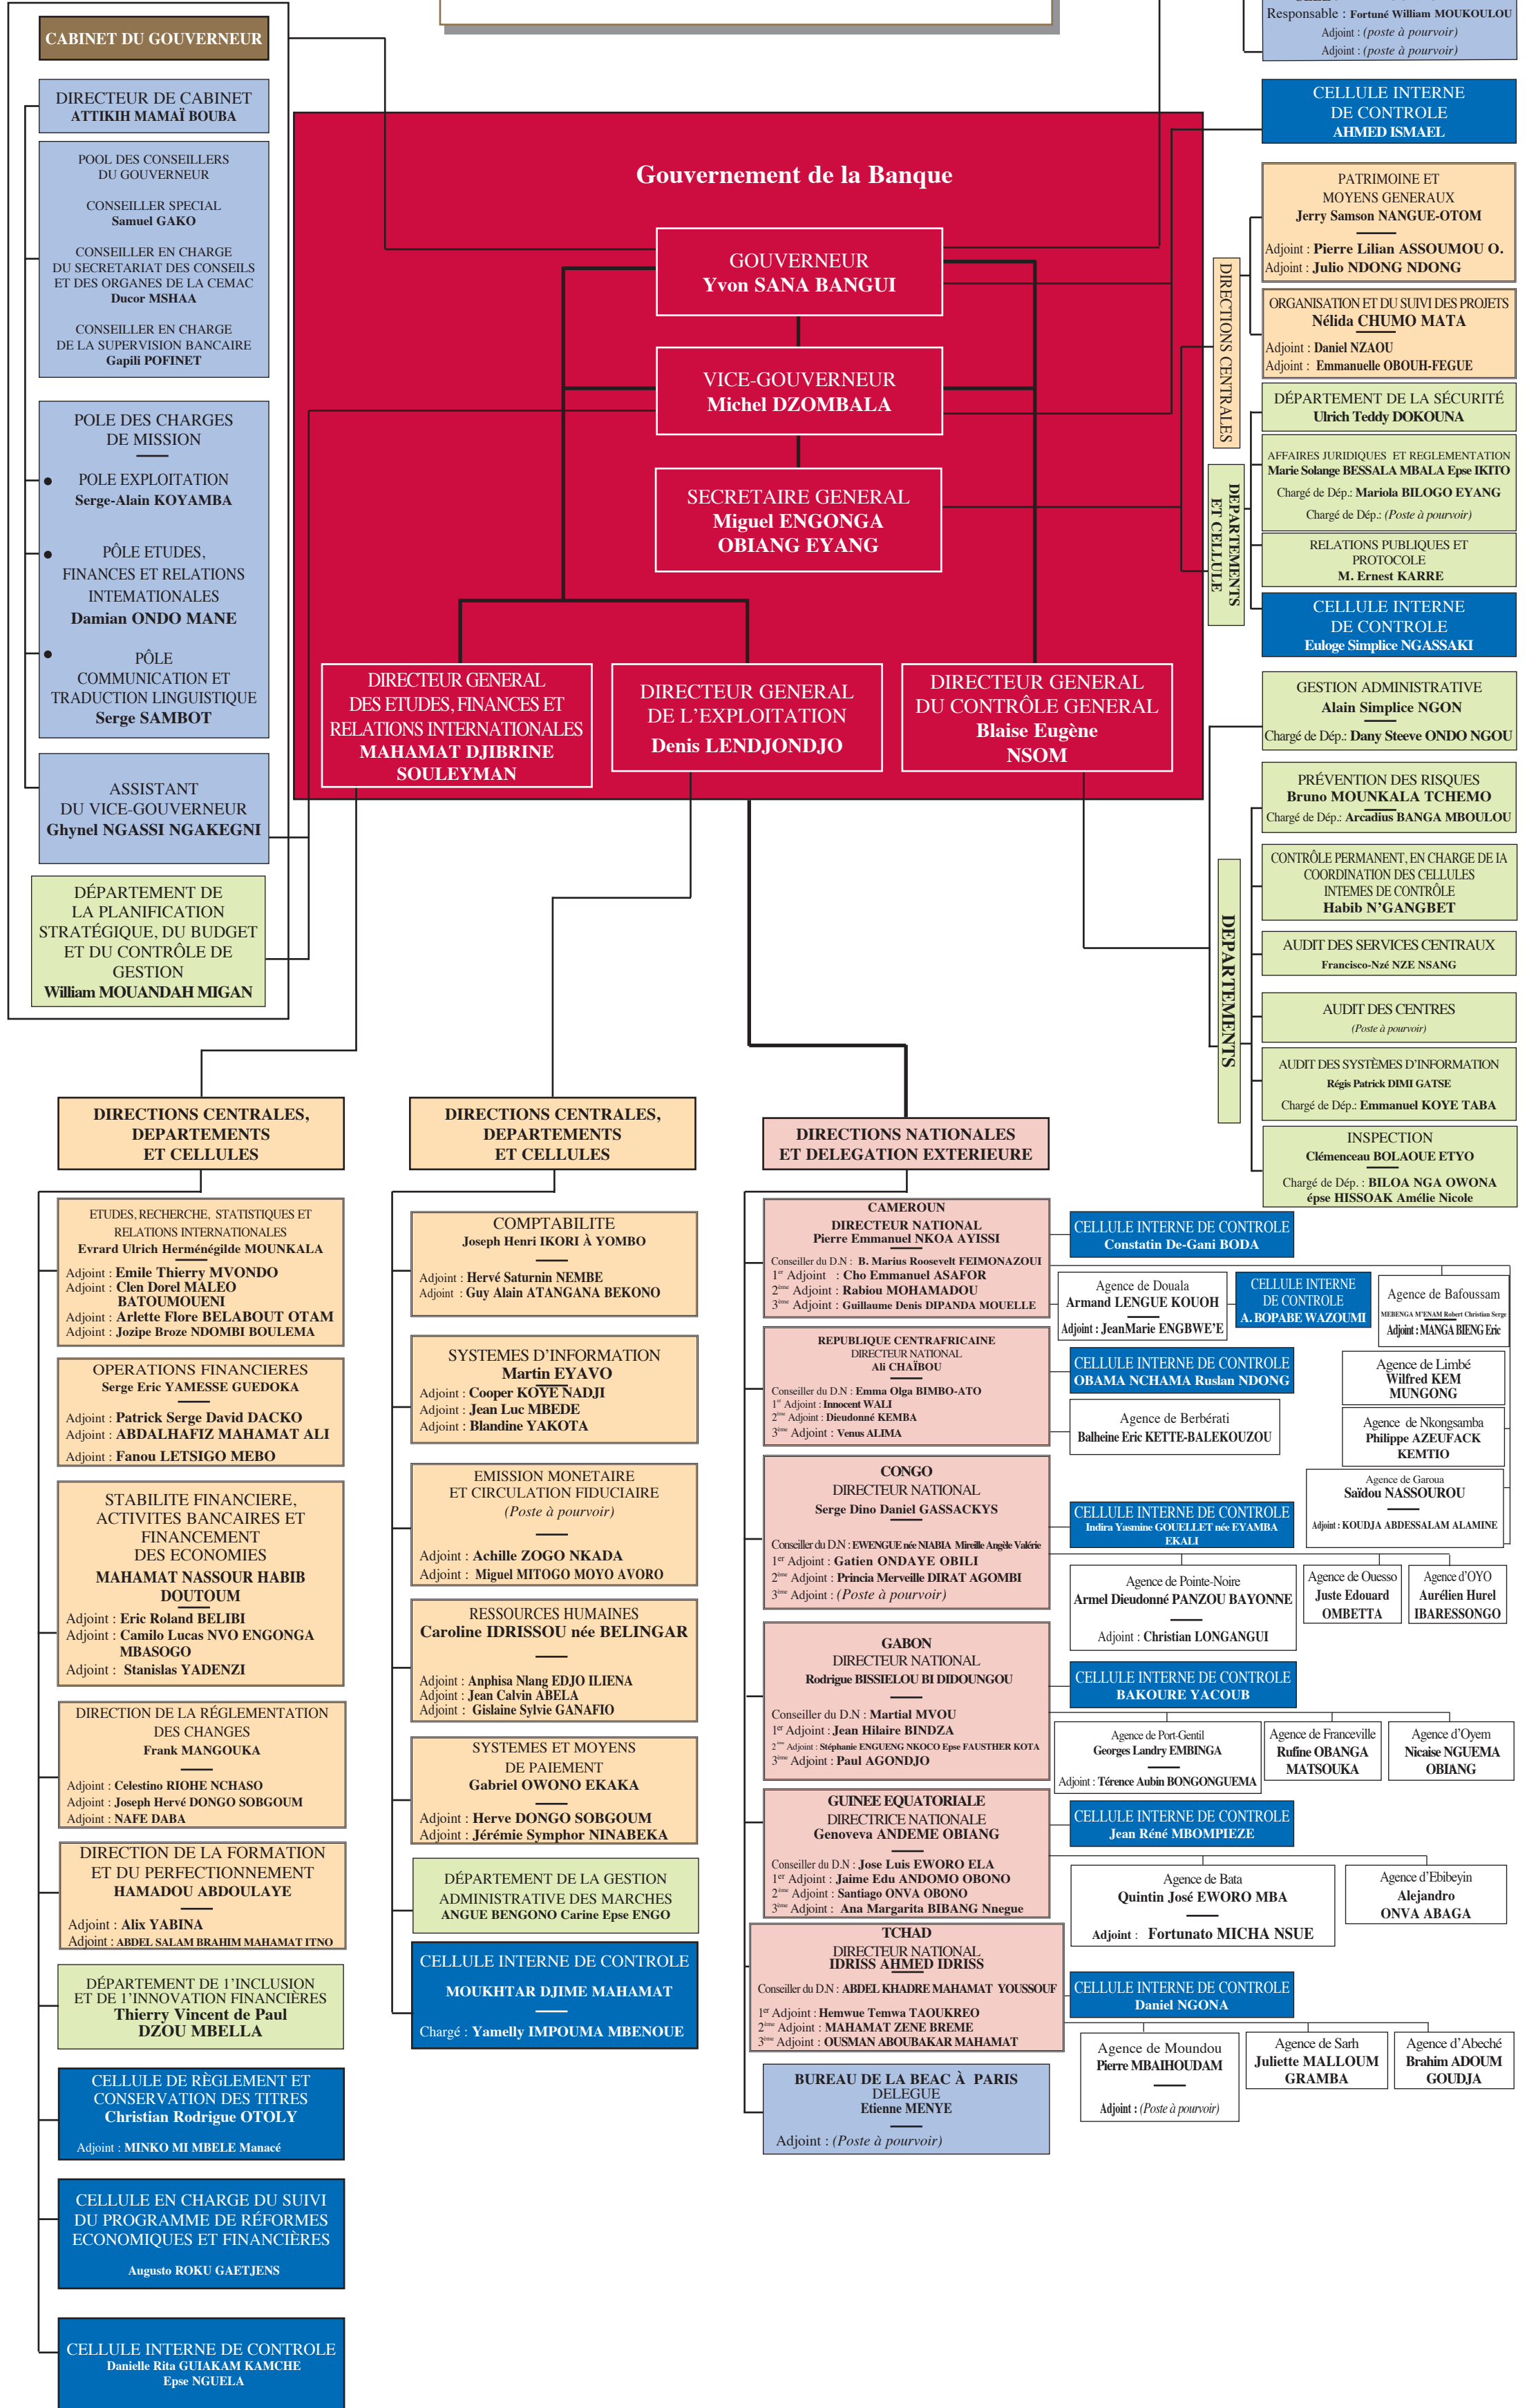 CABINET DU GOUVERNEUR
DIRECTEUR DE CABINET
ATTIKIH MAMAÏ BOUBA
POOL DES CONSEILLERS
DU GOUVERNEUR
CONSEILLER SPECIAL
Samuel GAKO
CONSEILLER EN CHARGE
DU SECRETARIAT DES CONSEILS
ET DES ORGANES DE LA CEMAC
Ducor MSHAA
CONSEILLER EN CHARGE
DE LA SUPERVISION BANCAIRE
Gapili POFINET
POLE DES CHARGES
DE MISSION
POLE EXPLOITATION
Serge-Alain KOYAMBA
PÔLE ETUDES,
FINANCES ET RELATIONS
INTEMATIONALES
Damian ONDO MANE
PÔLE
COMMUNICATION ET
TRADUCTION LINGUISTIQUE
Serge SAMBOT
ASSISTANT
DU VICE-GOUVERNEUR
Ghynel NGASSI NGAKEGNI
DÉPARTEMENT DE
LA PLANIFICATION
STRATÉGIQUE, DU BUDGET
ET DU CONTRÔLE DE
GESTION
William MOUANDAH MIGAN
Gouvernement de la Banque
GOUVERNEUR
Yvon SANA BANGUI
VICE-GOUVERNEUR
Michel DZOMBALA
SECRETAIRE GENERAL
Miguel ENGONGA
OBIANG EYANG
DIRECTEUR GENERAL
DES ETUDES, FINANCES ET
RELATIONS INTERNATIONALES
MAHAMAT DJIBRINE
SOULEYMAN
DIRECTEUR GENERAL
DE L'EXPLOITATION
Denis LENDJONDJO
DIRECTEUR GENERAL
DU CONTRÔLE GENERAL
Blaise Eugène
NSOM
Responsable : Fortuné William MOUKOULOU
Adjoint : (poste à pourvoir)
Adjoint : (poste à pourvoir)
CELLULE INTERNE
DE CONTROLE
AHMED ISMAEL
DIRECTIONS CENTRALES
PATRIMOINE ET
MOYENS GENERAUX
Jerry Samson NANGUE-OTOM
Adjoint : Pierre Lilian ASSOUMOU O.
Adjoint : Julio NDONG NDONG
ORGANISATION ET DU SUIVI DES PROJETS
Nélida CHUMO MATA
Adjoint : Daniel NZAOU
Adjoint : Emmanuelle OBOUH-FEGUE
DEPARTEMENTS
ET CELLULE
DÉPARTEMENT DE LA SÉCURITÉ
Ulrich Teddy DOKOUNA
AFFAIRES JURIDIQUES ET REGLEMENTATION
Marie Solange BESSALA MBALA Epse IKITO
Chargé de Dép.: Mariola BILOGO EYANG
Chargé de Dép.: (Poste à pourvoir)
RELATIONS PUBLIQUES ET
PROTOCOLE
M. Ernest KARRE
CELLULE INTERNE
DE CONTROLE
Euloge Simplice NGASSAKI
GESTION ADMINISTRATIVE
Alain Simplice NGON
Chargé de Dép.: Dany Steeve ONDO NGOU
DEPARTEMENTS
PRÉVENTION DES RISQUES
Bruno MOUNKALA TCHEMO
Chargé de Dép.: Arcadius BANGA MBOULOU
CONTRÔLE PERMANENT, EN CHARGE DE IA
COORDINATION DES CELLULES
INTEMES DE CONTRÔLE
Habib N'GANGBET
AUDIT DES SERVICES CENTRAUX
Francisco-Nzé NZE NSANG
AUDIT DES CENTRES
(Poste à pourvoir)
AUDIT DES SYSTÈMES D'INFORMATION
Régis Patrick DIMI GATSE
Chargé de Dép.: Emmanuel KOYE TABA
INSPECTION
Clémenceau BOLAOUE ETYO
Chargé de Dép. : BILOA NGA OWONA
épse HISSOAK Amélie Nicole
DIRECTIONS CENTRALES,
DEPARTEMENTS
ET CELLULES
ETUDES, RECHERCHE, STATISTIQUES ET
RELATIONS INTERNATIONALES
Evrard Ulrich Herménégilde MOUNKALA
Adjoint : Emile Thierry MVONDO
Adjoint : Clen Dorel MALEO
BATOUMOUENI
Adjoint : Arlette Flore BELABOUT OTAM
Adjoint : Jozipe Broze NDOMBI BOULEMA
OPERATIONS FINANCIERES
Serge Eric YAMESSE GUEDOKA
Adjoint : Patrick Serge David DACKO
Adjoint : ABDALHAFIZ MAHAMAT ALI
Adjoint : Fanou LETSIGO MEBO
STABILITE FINANCIERE,
ACTIVITES BANCAIRES ET
FINANCEMENT
DES ECONOMIES
MAHAMAT NASSOUR HABIB
DOUTOUM
Adjoint : Eric Roland BELIBI
Adjoint : Camilo Lucas NVO ENGONGA
MBASOGO
Adjoint : Stanislas YADENZI
DIRECTION DE LA RÉGLEMENTATION
DES CHANGES
Frank MANGOUKA
Adjoint : Celestino RIOHE NCHASO
Adjoint : Joseph Hervé DONGO SOBGOUM
Adjoint : NAFE DABA
DIRECTION DE LA FORMATION
ET DU PERFECTIONNEMENT
HAMADOU ABDOULAYE
Adjoint : Alix YABINA
Adjoint : ABDEL SALAM BRAHIM MAHAMAT ITNO
DÉPARTEMENT DE 1'INCLUSION
ET DE 1'INNOVATION FINANCIÈRES
Thierry Vincent de Paul
DZOU MBELLA
CELLULE DE RÈGLEMENT ET
CONSERVATION DES TITRES
Christian Rodrigue OTOLY
Adjoint : MINKO MI MBELE Manacé
CELLULE EN CHARGE DU SUIVI
DU PROGRAMME DE RÉFORMES
ECONOMIQUES ET FINANCIÈRES
Augusto ROKU GAETJENS
CELLULE INTERNE DE CONTROLE
Danielle Rita GUIAKAM KAMCHE
Epse NGUELA
DIRECTIONS CENTRALES,
DEPARTEMENTS
ET CELLULES
COMPTABILITE
Joseph Henri IKORI À YOMBO
Adjoint : Hervé Saturnin NEMBE
Adjoint : Guy Alain ATANGANA BEKONO
SYSTEMES D'INFORMATION
Martin EYAVO
Adjoint : Cooper KOYE NADJI
Adjoint : Jean Luc MBEDE
Adjoint : Blandine YAKOTA
EMISSION MONETAIRE
ET CIRCULATION FIDUCIAIRE
(Poste à pourvoir)
Adjoint : Achille ZOGO NKADA
Adjoint : Miguel MITOGO MOYO AVORO
RESSOURCES HUMAINES
Caroline IDRISSOU née BELINGAR
Adjoint : Anphisa Nlang EDJO ILIENA
Adjoint : Jean Calvin ABELA
Adjoint : Gislaine Sylvie GANAFIO
SYSTEMES ET MOYENS
DE PAIEMENT
Gabriel OWONO EKAKA
Adjoint : Herve DONGO SOBGOUM
Adjoint : Jérémie Symphor NINABEKA
DÉPARTEMENT DE LA GESTION
ADMINISTRATIVE DES MARCHES
ANGUE BENGONO Carine Epse ENGO
CELLULE INTERNE DE CONTROLE
MOUKHTAR DJIME MAHAMAT
Chargé : Yamelly IMPOUMA MBENOUE
DIRECTIONS NATIONALES
ET DELEGATION EXTERIEURE
CAMEROUN
DIRECTEUR NATIONAL
Pierre Emmanuel NKOA AYISSI
Conseiller du D.N : B. Marius Roosevelt FEIMONAZOUI
1er Adjoint : Cho Emmanuel ASAFOR
2ème Adjoint : Rabiou MOHAMADOU
3ème Adjoint : Guillaume Denis DIPANDA MOUELLE
CELLULE INTERNE DE CONTROLE
Constatin De-Gani BODA
Agence de Douala
Armand LENGUE KOUOH
Adjoint : JeanMarie ENGBWE'E
CELLULE INTERNE
DE CONTROLE
A. BOPABE WAZOUMI
Agence de Bafoussam
MEBENGA M'ENAM Robert Christian Serge
Adjoint : MANGA BIENG Eric
Agence de Limbé
Wilfred KEM
MUNGONG
Agence de Nkongsamba
Philippe AZEUFACK
KEMTIO
Agence de Garoua
Saïdou NASSOUROU
Adjoint : KOUDJA ABDESSALAM ALAMINE
REPUBLIQUE CENTRAFRICAINE
DIRECTEUR NATIONAL
Ali CHAÏBOU
Conseiller du D.N : Emma Olga BIMBO-ATO
1er Adjoint : Innocent WALI
2ème Adjoint : Dieudonné KEMBA
3ème Adjoint : Venus ALIMA
CELLULE INTERNE DE CONTROLE
OBAMA NCHAMA Ruslan NDONG
Agence de Berbérati
Balheine Eric KETTE-BALEKOUZOU
CONGO
DIRECTEUR NATIONAL
Serge Dino Daniel GASSACKYS
Conseiller du D.N : EWENGUE née NIABIA Mireille Angèle Valérie
1er Adjoint : Gatien ONDAYE OBILI
2ème Adjoint : Princia Merveille DIRAT AGOMBI
3ème Adjoint : (Poste à pourvoir)
CELLULE INTERNE DE CONTROLE
Indira Yasmine GOUELLET née EYAMBA
EKALI
Agence de Pointe-Noire
Armel Dieudonné PANZOU BAYONNE
Adjoint : Christian LONGANGUI
Agence de Ouesso
Juste Edouard
OMBETTA
Agence d'OYO
Aurélien Hurel
IBARESSONGO
GABON
DIRECTEUR NATIONAL
Rodrigue BISSIELOU BI DIDOUNGOU
Conseiller du D.N : Martial MVOU
1er Adjoint : Jean Hilaire BINDZA
2ème Adjoint : Stéphanie ENGUENG NKOCO Epse FAUSTHER KOTA
3ème Adjoint : Paul AGONDJO
CELLULE INTERNE DE CONTROLE
BAKOURE YACOUB
Agence de Port-Gentil
Georges Landry EMBINGA
Adjoint : Térence Aubin BONGONGUEMA
Agence de Franceville
Rufine OBANGA
MATSOUKA
Agence d'Oyem
Nicaise NGUEMA
OBIANG
GUINEE EQUATORIALE
DIRECTRICE NATIONALE
Genoveva ANDEME OBIANG
Conseiller du D.N : Jose Luis EWORO ELA
1er Adjoint : Jaime Edu ANDOMO OBONO
2ème Adjoint : Santiago ONVA OBONO
3ème Adjoint : Ana Margarita BIBANG Nnegue
CELLULE INTERNE DE CONTROLE
Jean Réné MBOMPIEZE
Agence de Bata
Quintin José EWORO MBA
Adjoint : Fortunato MICHA NSUE
Agence d'Ebibeyin
Alejandro
ONVA ABAGA
TCHAD
DIRECTEUR NATIONAL
IDRISS AHMED IDRISS
Conseiller du D.N : ABDEL KHADRE MAHAMAT YOUSSOUF
1er Adjoint : Hemwue Temwa TAOUKREO
2ème Adjoint : MAHAMAT ZENE BREME
3ème Adjoint : OUSMAN ABOUBAKAR MAHAMAT
CELLULE INTERNE DE CONTROLE
Daniel NGONA
Agence de Moundou
Pierre MBAIHOUDAM
Adjoint : (Poste à pourvoir)
Agence de Sarh
Juliette MALLOUM
GRAMBA
Agence d'Abeché
Brahim ADOUM
GOUDJA
BUREAU DE LA BEAC À PARIS
DELEGUE
Etienne MENYE
Adjoint : (Poste à pourvoir)